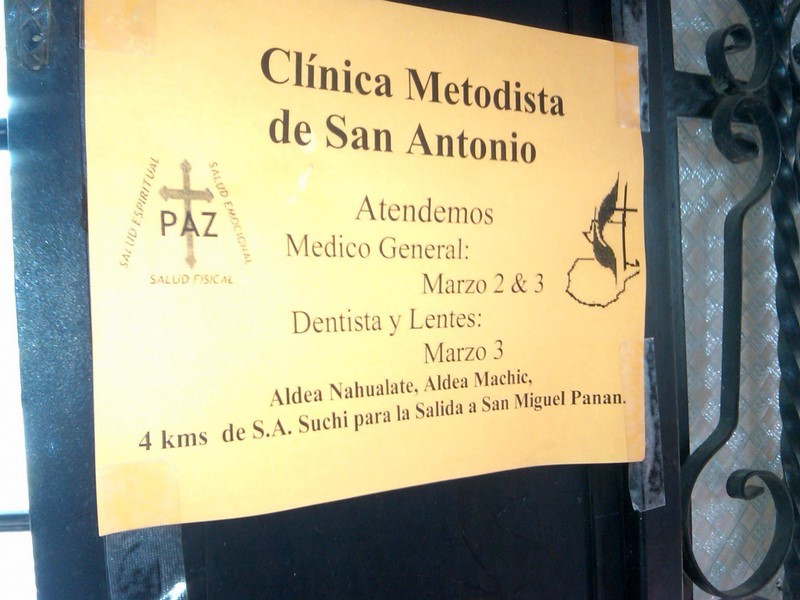 Clínica Metodista
de San Antonio
SALUD ESPIRITUAL
SALUD EMOCIONAL
PAZ
SALUD FISICAL
Atendemos
Medico General:
Marzo 2 & 3
Dentista y Lentes:
Marzo 3
Aldea Nahualate, Aldea Machic,
4 kms de S.A. Suchi para la Salida a San Miguel Panan.